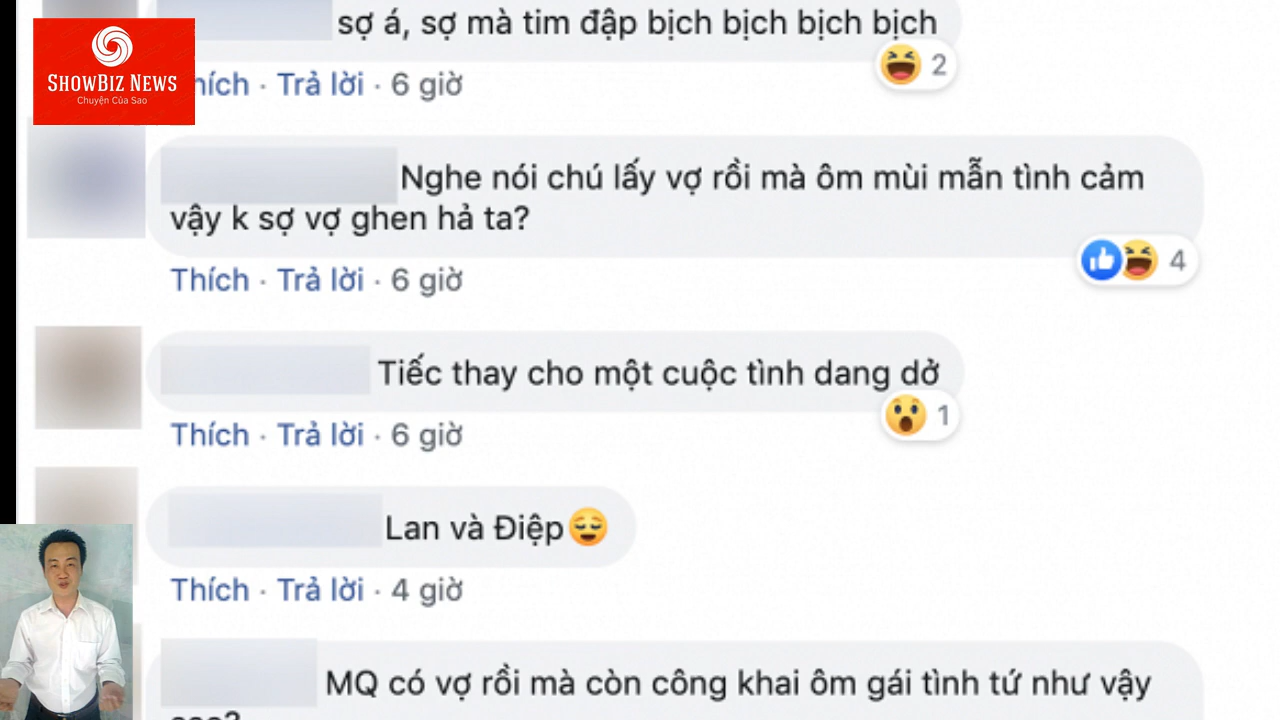 SHOWBIZ NEWS
Chuyện Của Sao
sợ á, sợ mà tim đập bịch bịch bịch bịch
2
hích · Trả lời · 6 giờ
Nghe nói chú lấy vợ rồi mà ôm mùi mẫn tình cảm
vậy k sợ vợ ghen hả ta?
4
Thích · Trả lời · 6 giờ
Tiếc thay cho một cuộc tình dang dở
1
Thích · Trả lời · 6 giờ
Lan và Điệp😌
Thích · Trả lời · 4 giờ
MQ có vợ rồi mà còn công khai ôm gái tình tứ như vậy